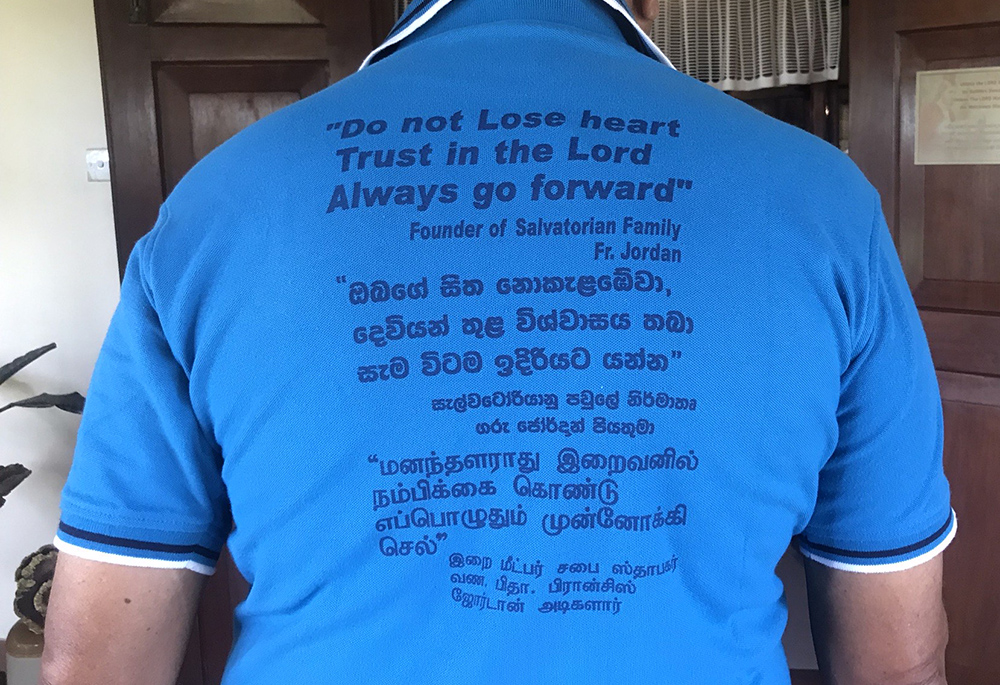 "Do not Lose heart
Trust in the Lord
Always go forward"
Founder of Salvatorian Family
Fr. Jordan
“ඔබගේ සිත නොකැළඹේවා,
දෙවියන් තුළ විශ්වාසය තබා
සැම විටම ඉදිරියට යන්න”
සැල්වටෝරියානු පවුලේ නිර්මාතෘ
ගරු ජෝර්දාන් පියතුමා
“மனந்தளராது இறைவனில்
நம்பிக்கை கொண்டு
எப்பொழுதும் முன்னோக்கி
செல்”
இறை மீட்பர் சபை ஸ்தாபகர்
வண. பிதா. பிரான்சிஸ்
ஜோர்டான் அடிகளார்